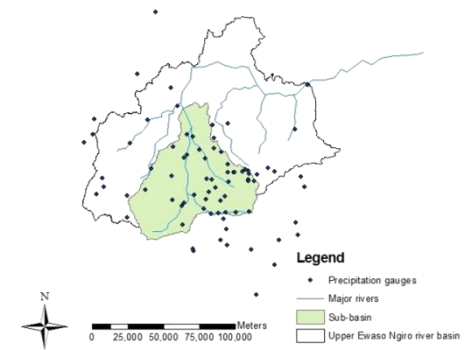 Legend
Precipitation gauges
Major rivers
Sub-basin
Upper Ewaso Ngiro river basin
N
Meters
0 25,000 50,000 75,000 100,000